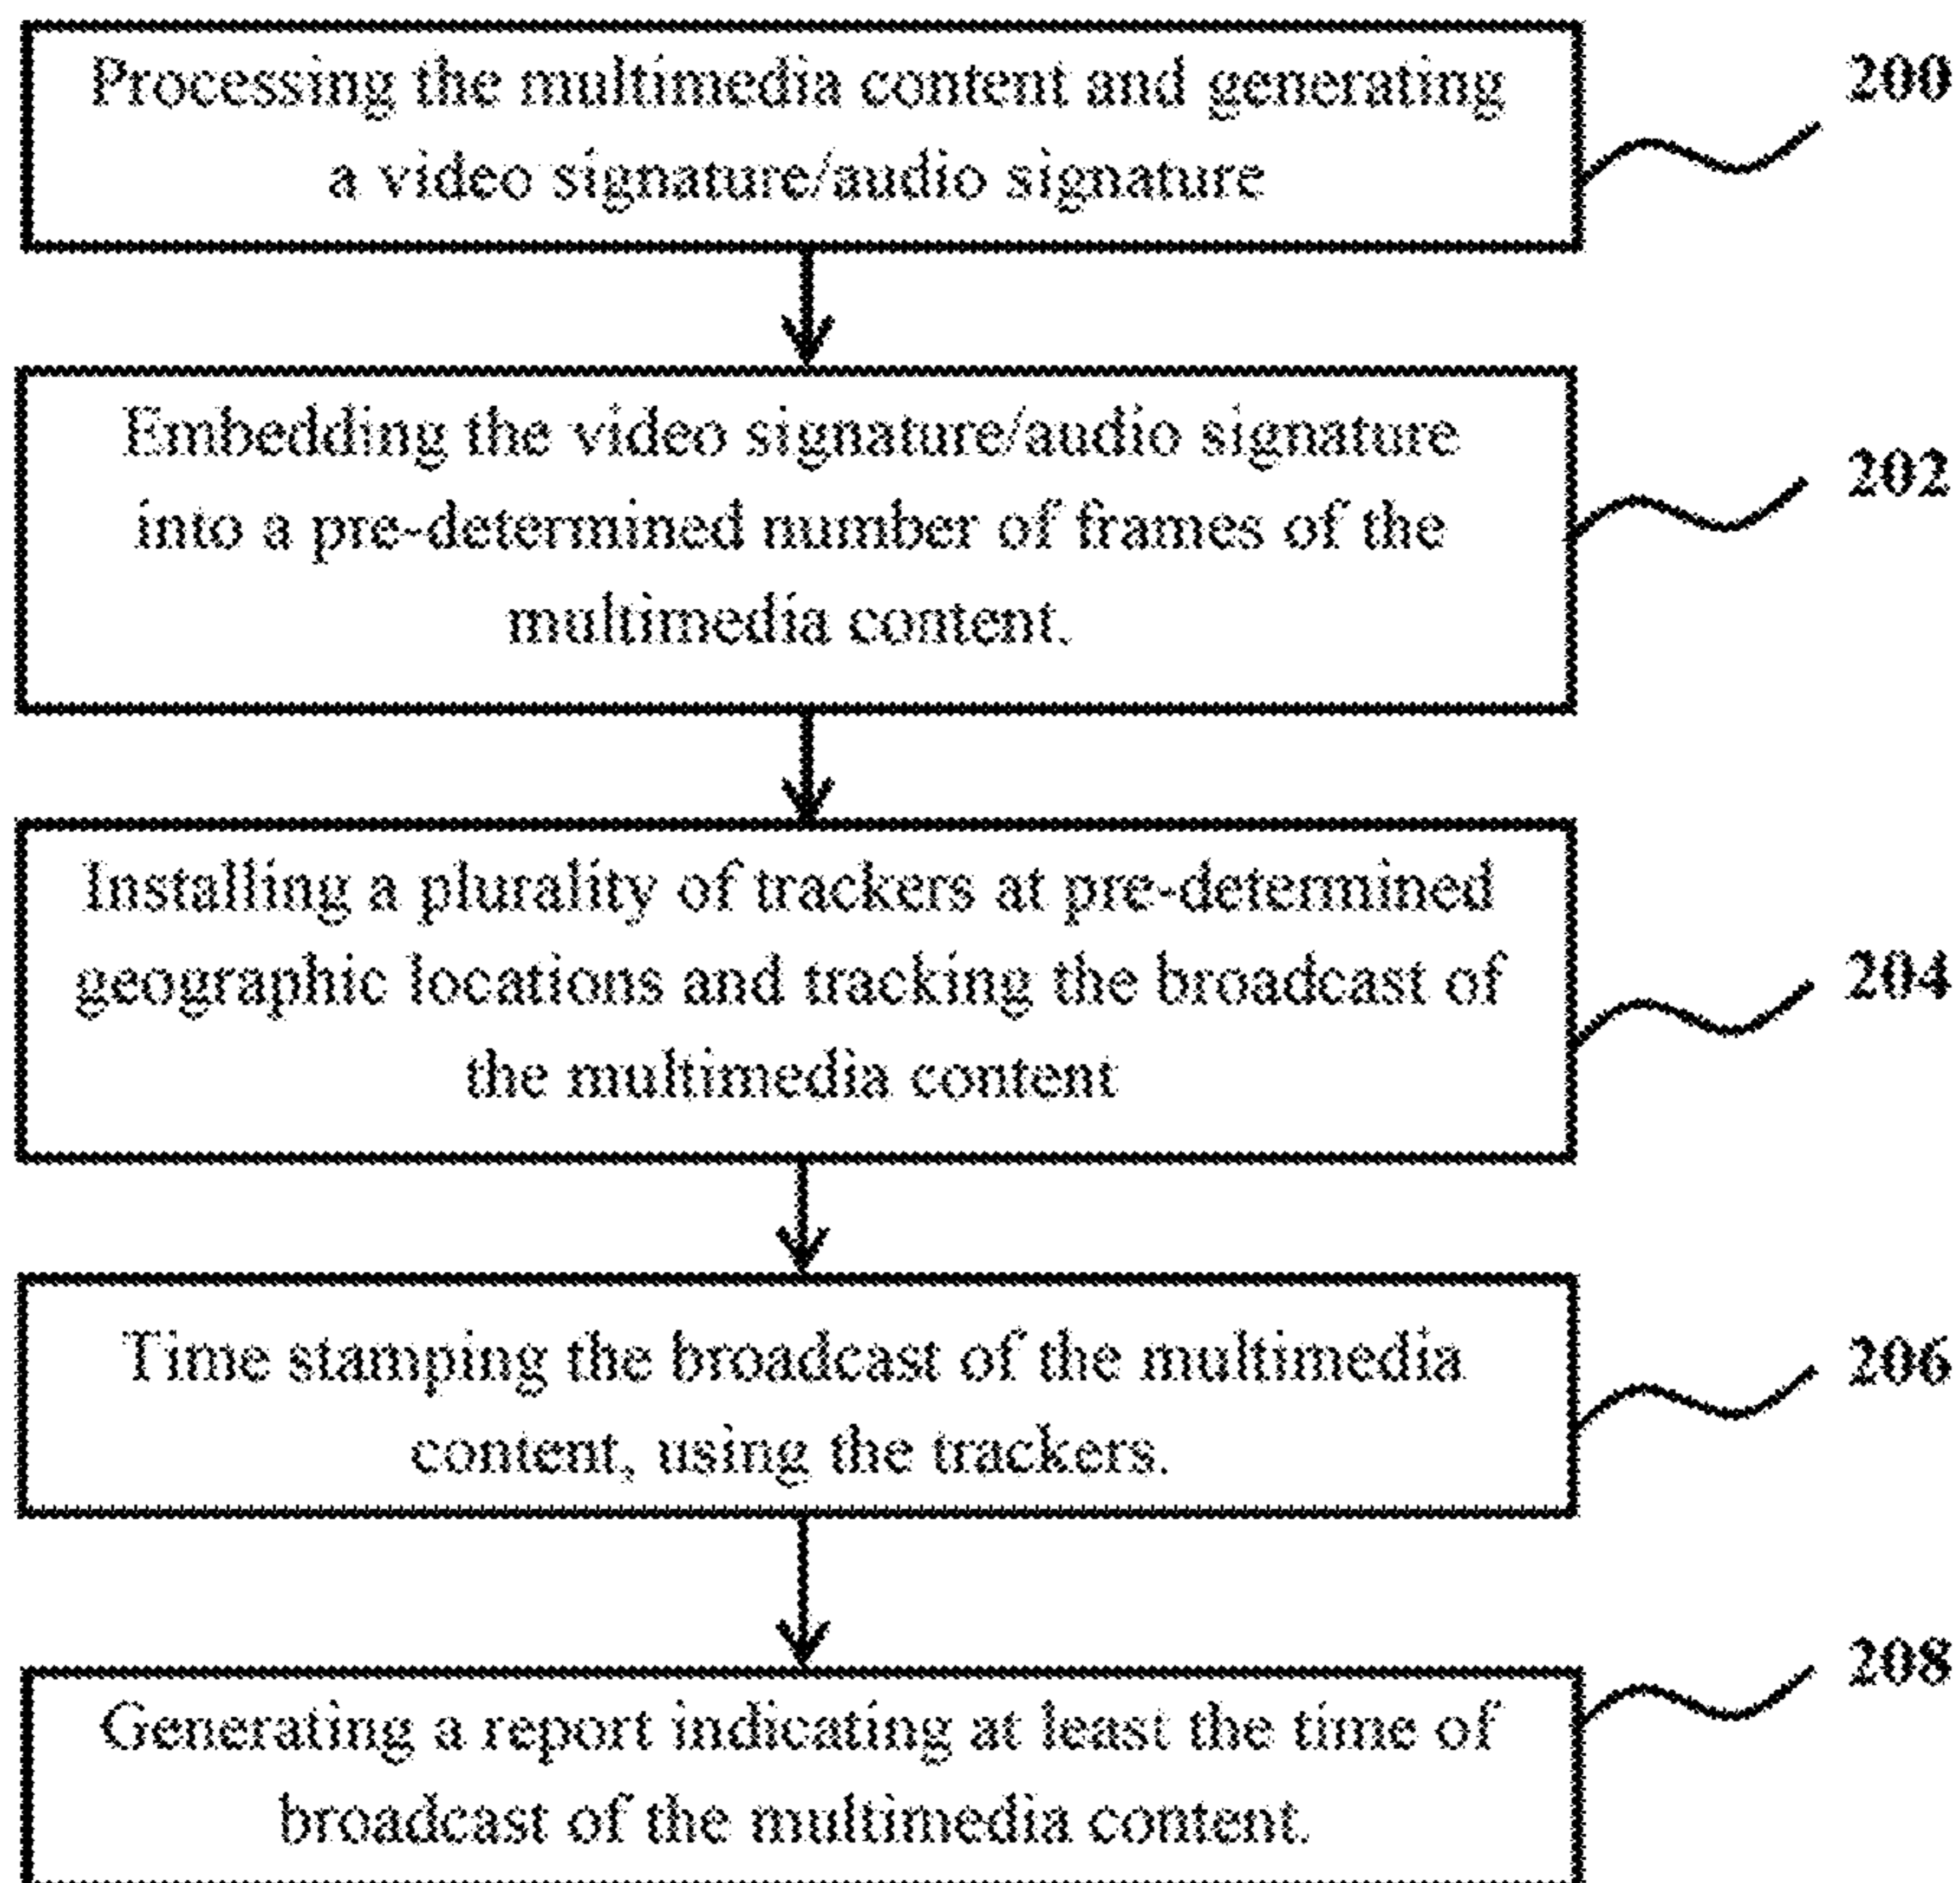 Processing the multimedia content and generating
a video signature/audio signature
200
Embedding the video signature/audio signature
into a pre-determined number of frames of the
multimedia content.
202
Installing a plurality of trackers at pre-determined
geographic locations and tracking the broadcast of
the multimedia content
204
Time stamping the broadcast of the multimedia
content, using the trackers.
206
Generating a report indicating at least the time of
broadcast of the multimedia content.
208